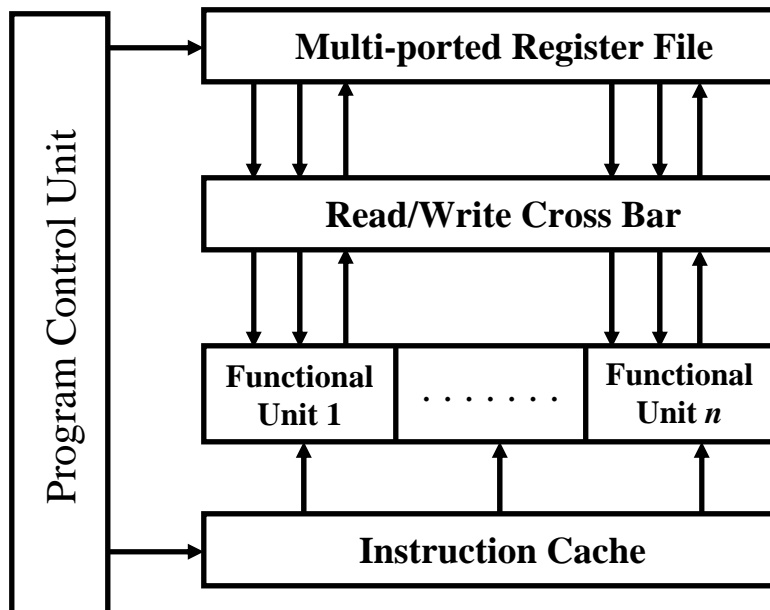 Program Control Unit
Multi-ported Register File
Read/Write Cross Bar
Functional
Unit 1
. . . . . . .
Functional
Unit n
Instruction Cache